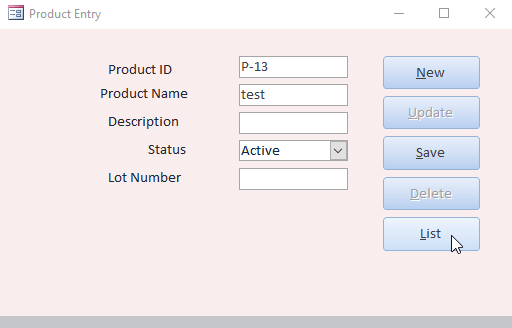 Product Entry
Product ID P-13 New
Product Name test Update
Description
Status Active Save
Lot Number Delete
List